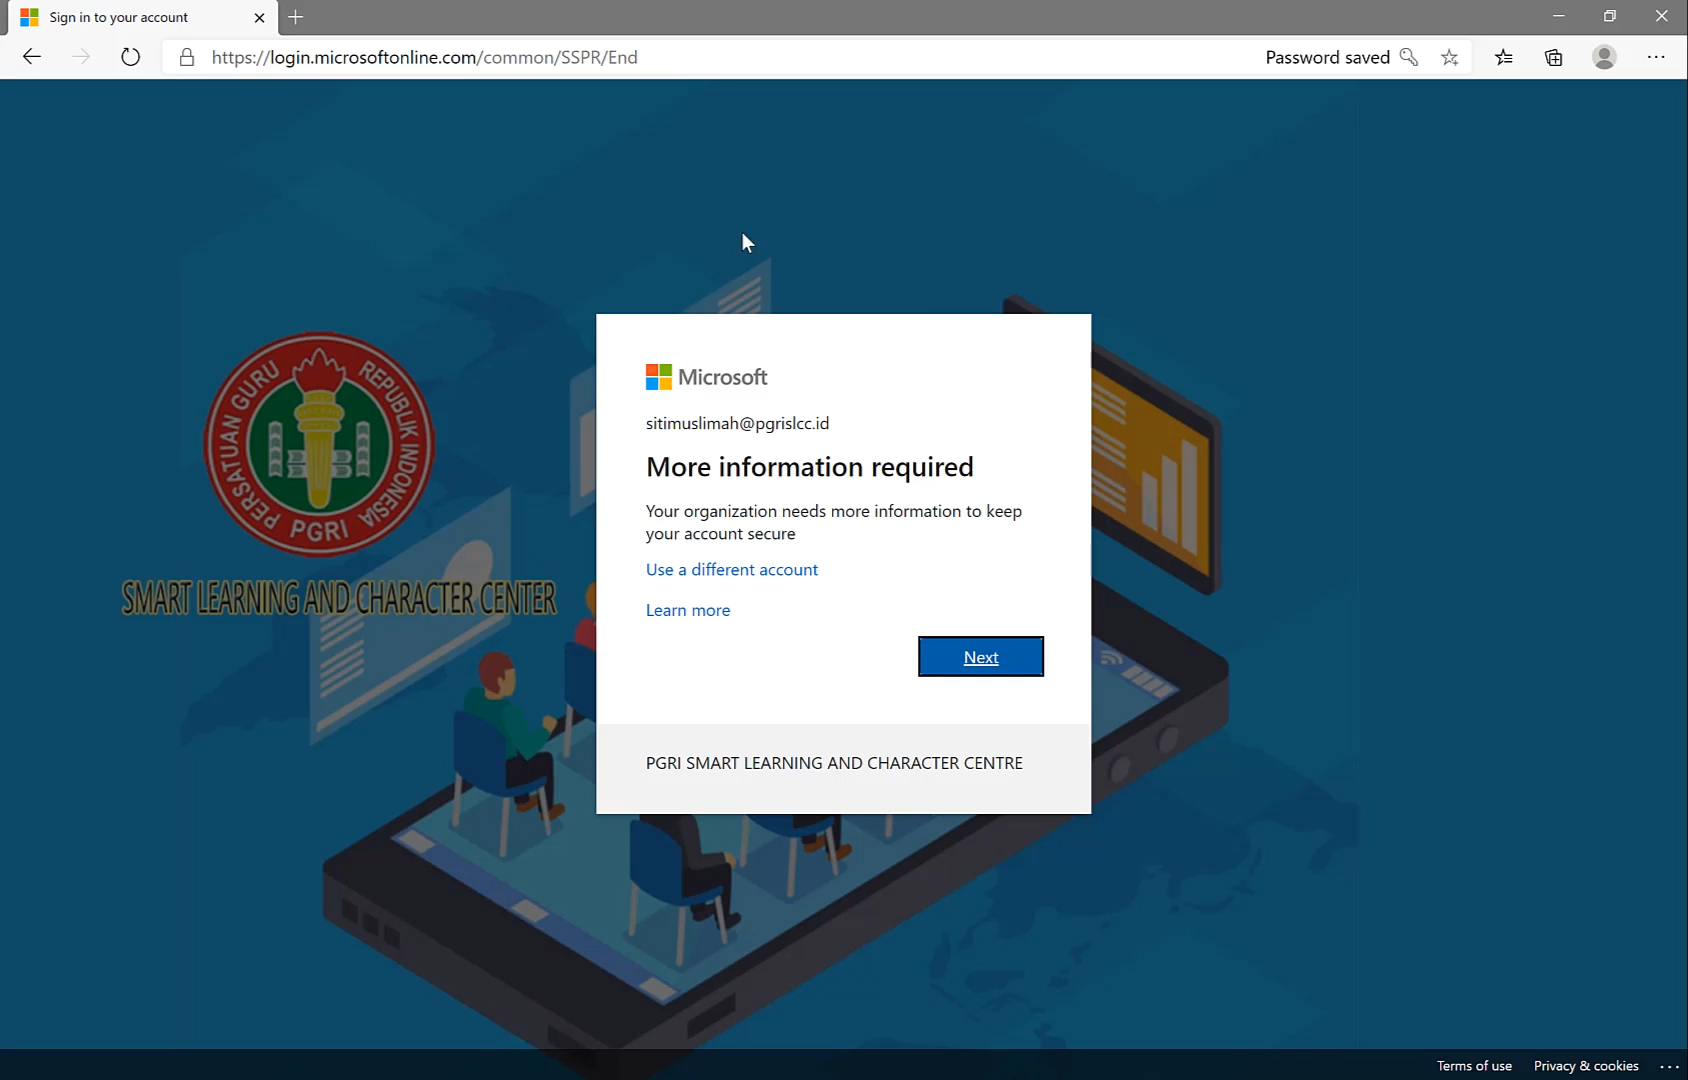 Sign in to your account
https://login.microsoftonline.com/common/SSPR/End
Password saved
PERSATUAN GURU REPUBLIK INDONESIA
PGRI
SMART LEARNING AND CHARACTER CENTER
Microsoft
sitimuslimah@pgrislcc.id
More information required
Your organization needs more information to keep
your account secure
Use a different account
Learn more
Next
PGRI SMART LEARNING AND CHARACTER CENTRE
Terms of use
Privacy & cookies